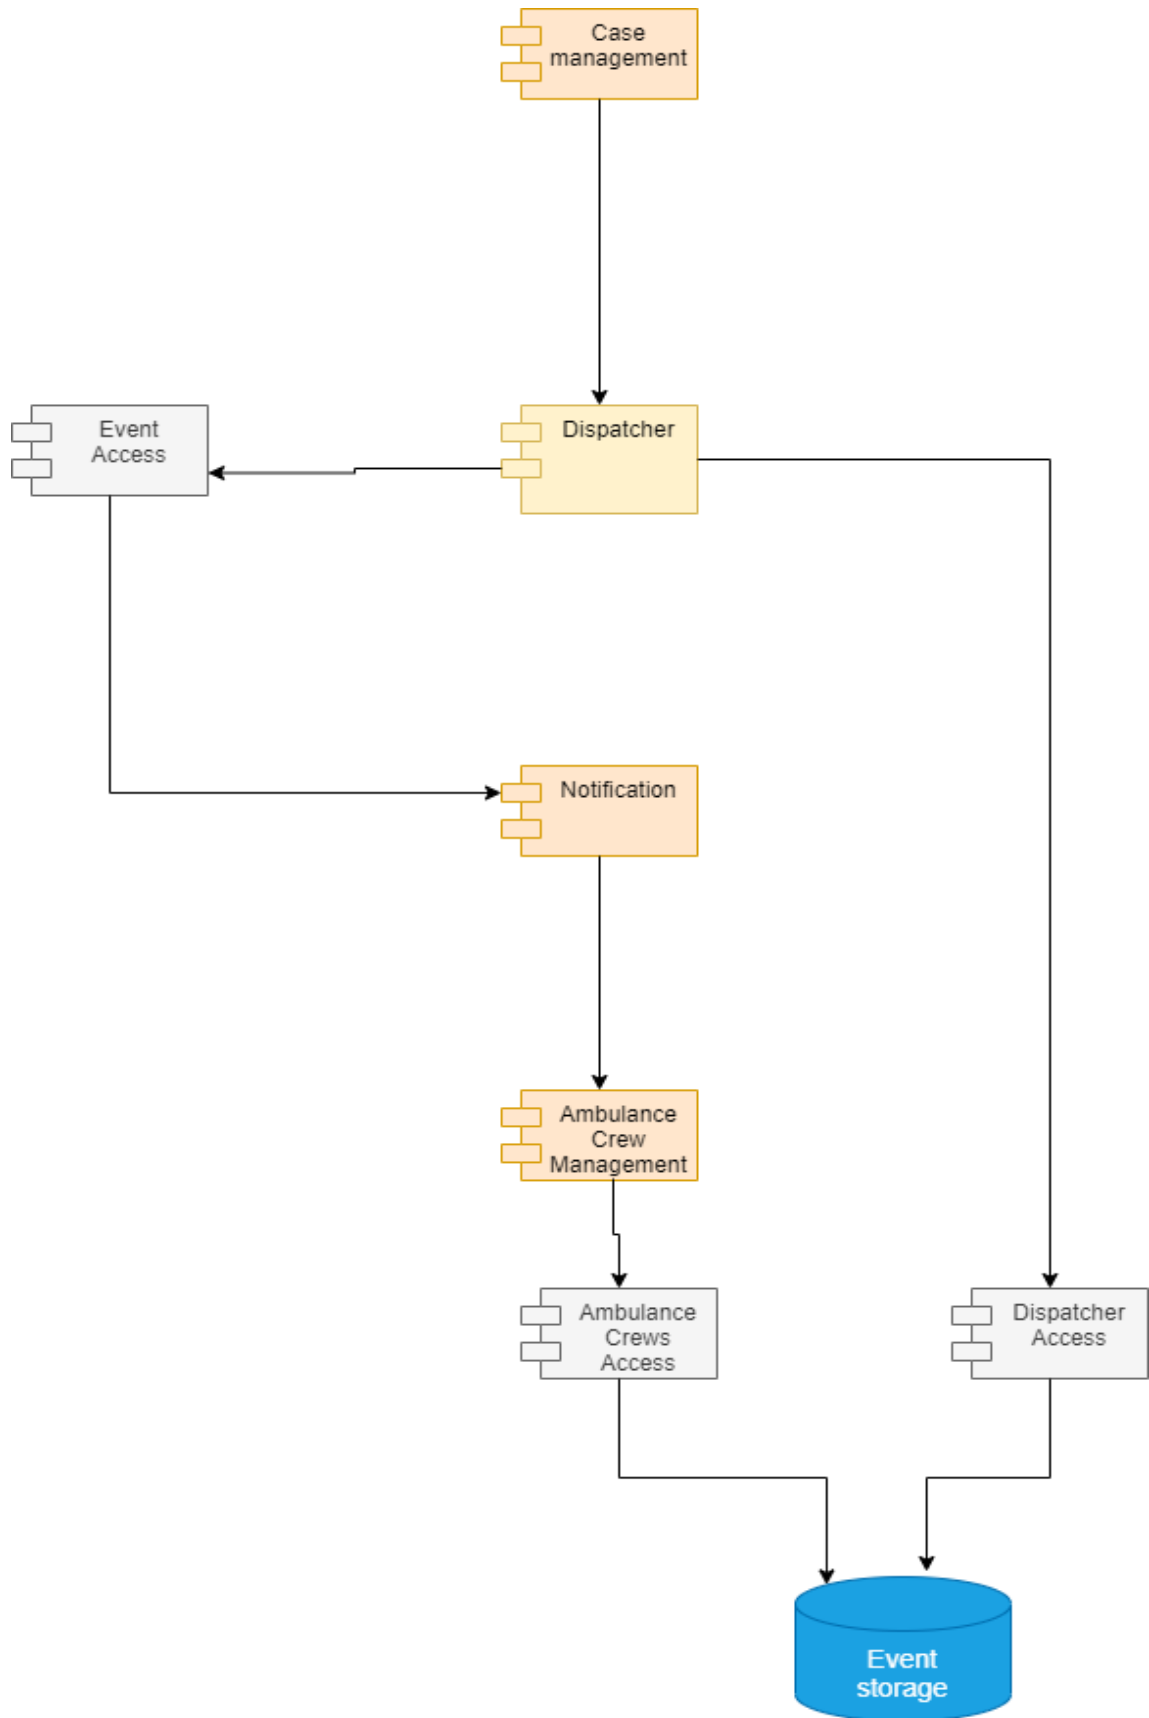 Case
management
Event
Access
Dispatcher
Notification
Ambulance
Crew
Management
Ambulance
Crews
Access
Dispatcher
Access
Event
storage